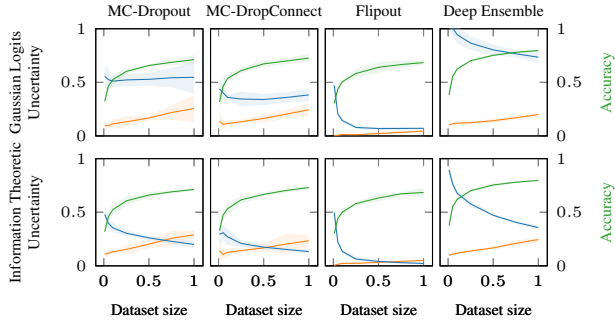 MC-Dropout MC-DropConnect Flipout Deep Ensemble
Gaussian Logits
Uncertainty
1
0.5
0
1
0.5
0
Accuracy
Information Theoretic
Uncertainty
1
0.5
0
1
0.5
0
Accuracy
0 0.5 1 0 0.5 1 0 0.5 1 0 0.5 1
Dataset size Dataset size Dataset size Dataset size